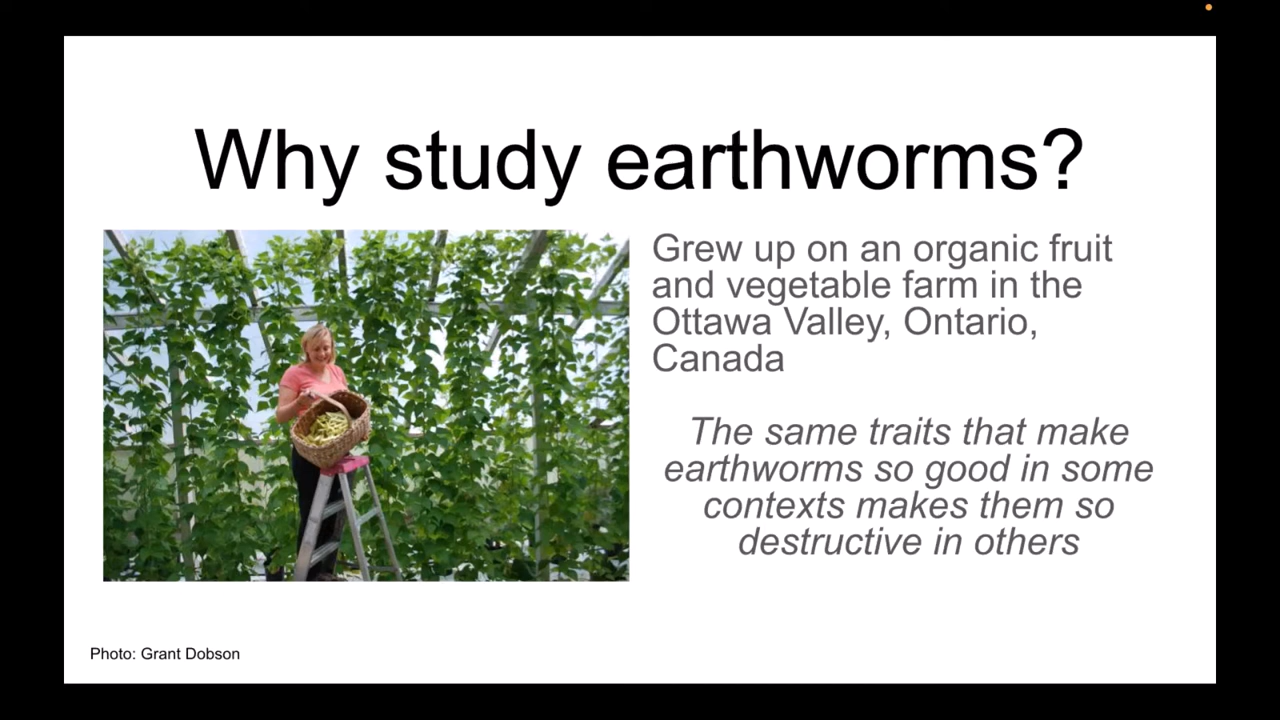 Why study earthworms?
Grew up on an organic fruit
and vegetable farm in the
Ottawa Valley, Ontario,
Canada
The same traits that make
earthworms so good in some
contexts makes them so
destructive in others
Photo: Grant Dobson